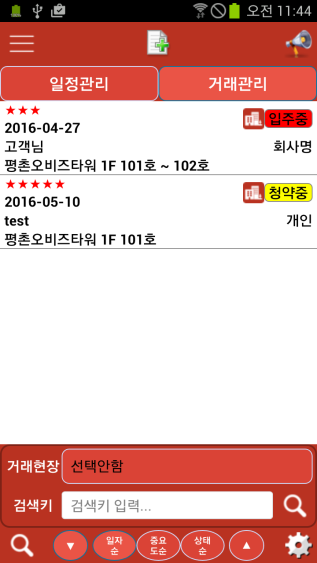 오전 11:44
일정관리 거래관리
★★★
2016-04-27 입주중
고객님 회사명
평촌오비즈타워 1F 101호 ~ 102호
★★★★★
2016-05-10 청약중
test 개인
평촌오비즈타워 1F 101호
거래현장 선택안함
검색키 검색키 입력...
▼ 일자순 중요도순 상태순 ▲